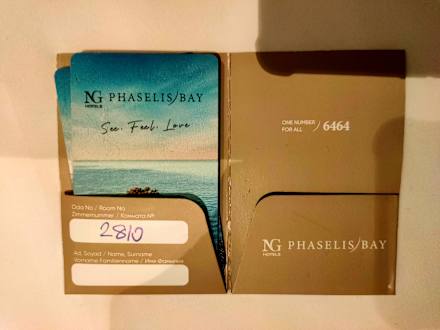 NG PHASELIS/BAY
HOTELS
See. Feel. Love
Oda No / Room No
Zimmernummer / Комната №
2810
Ad, Soyad / Name, Surname
Vorname Familienname / Имя Фамилия
ONE NUMBER
FOR ALL / 6464
NG PHASELIS/BAY
HOTELS